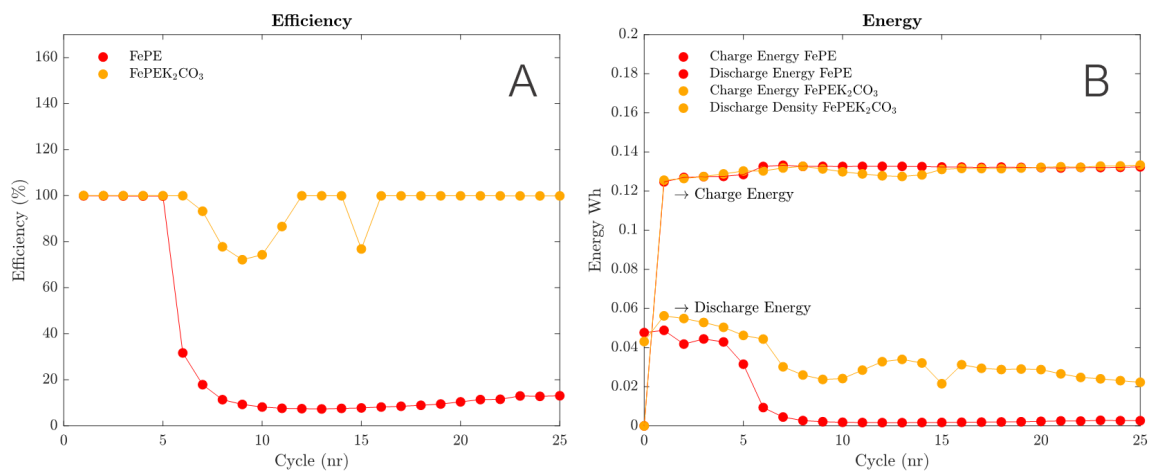 Efficiency
160
140
120
100
80
60
40
20
0
Efficiency (%)
FePE
FePEK₂CO₃
A
0 5 10 15 20 25
Cycle (nr)
Energy
0.2
0.18
0.16
0.14
0.12
0.1
0.08
0.06
0.04
0.02
0
Energy Wh
Charge Energy FePE
Discharge Energy FePE
Charge Energy FePEK₂CO₃
Discharge Density FePEK₂CO₃
B
→ Charge Energy
→ Discharge Energy
0 5 10 15 20 25
Cycle (nr)